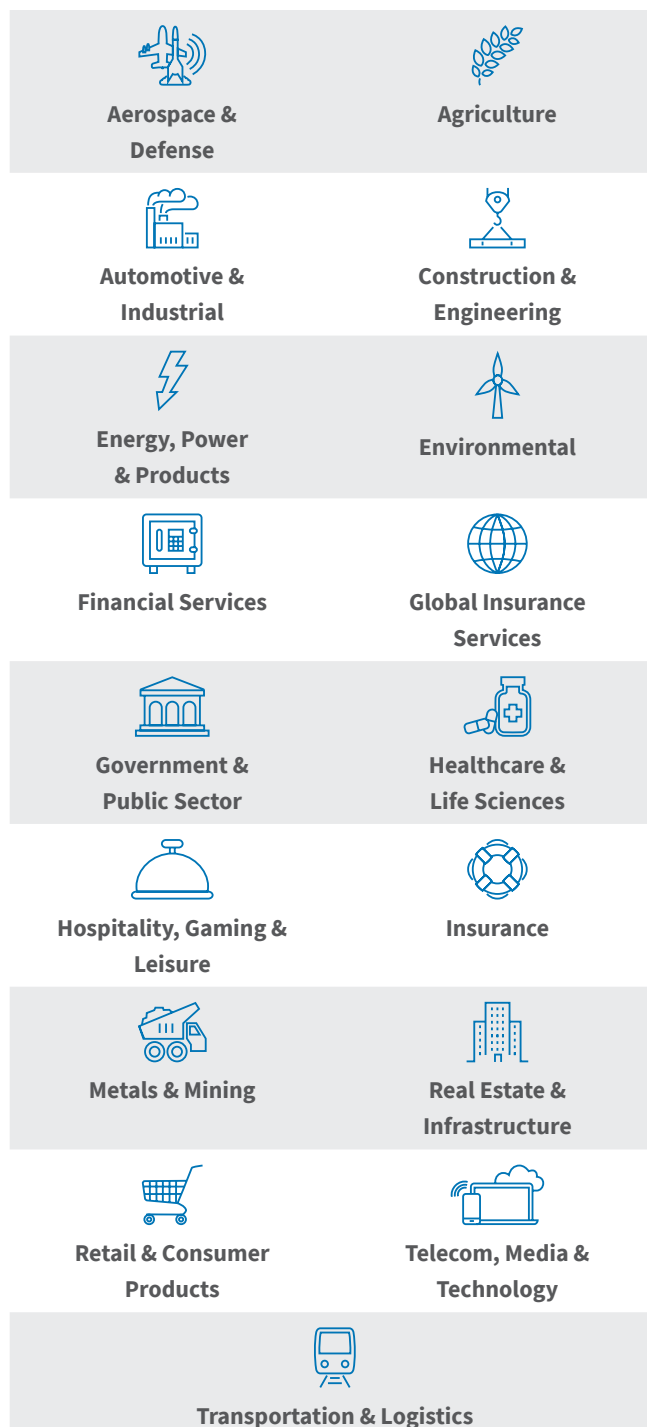 Aerospace &
Defense
Agriculture
Automotive &
Industrial
Construction &
Engineering
Energy, Power
& Products
Environmental
Financial Services
Global Insurance
Services
Government &
Public Sector
Healthcare &
Life Sciences
Hospitality, Gaming &
Leisure
Insurance
Metals & Mining
Real Estate &
Infrastructure
Retail & Consumer
Products
Telecom, Media &
Technology
Transportation & Logistics